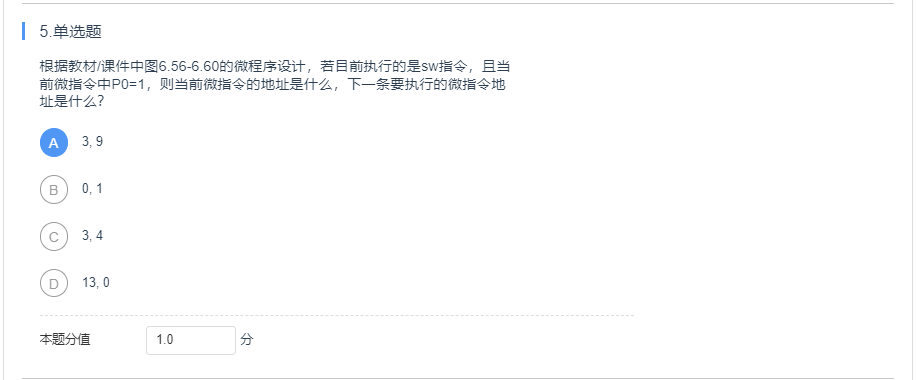 5.单选题
根据教材/课件中图6.56-6.60的微程序设计，若目前执行的是sw指令，且当
前微指令中P0=1，则当前微指令的地址是什么，下一条要执行的微指令地
址是什么？
A 3, 9
B 0, 1
C 3, 4
D 13, 0
本题分值 1.0 分